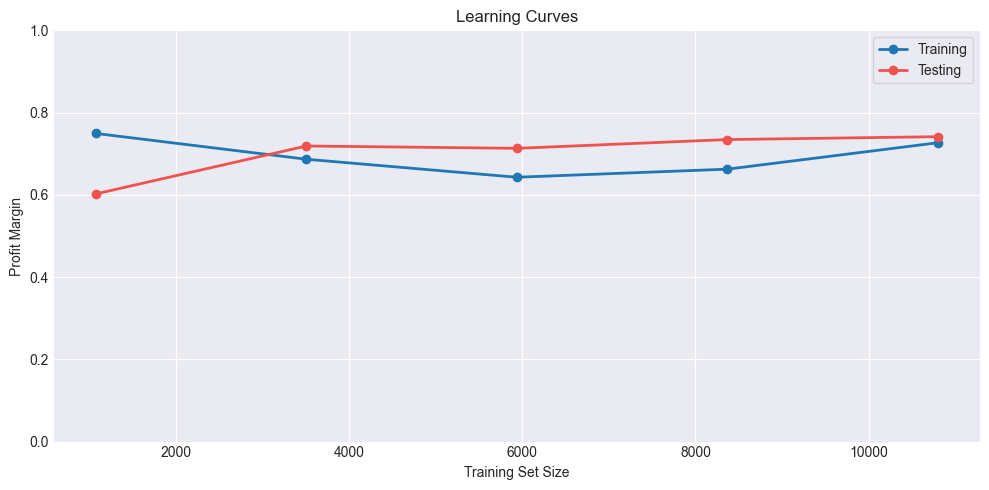 Learning Curves
1.0
0.8
0.6
0.4
0.2
0.0
Profit Margin
Training
Testing
2000 4000 6000 8000 10000
Training Set Size